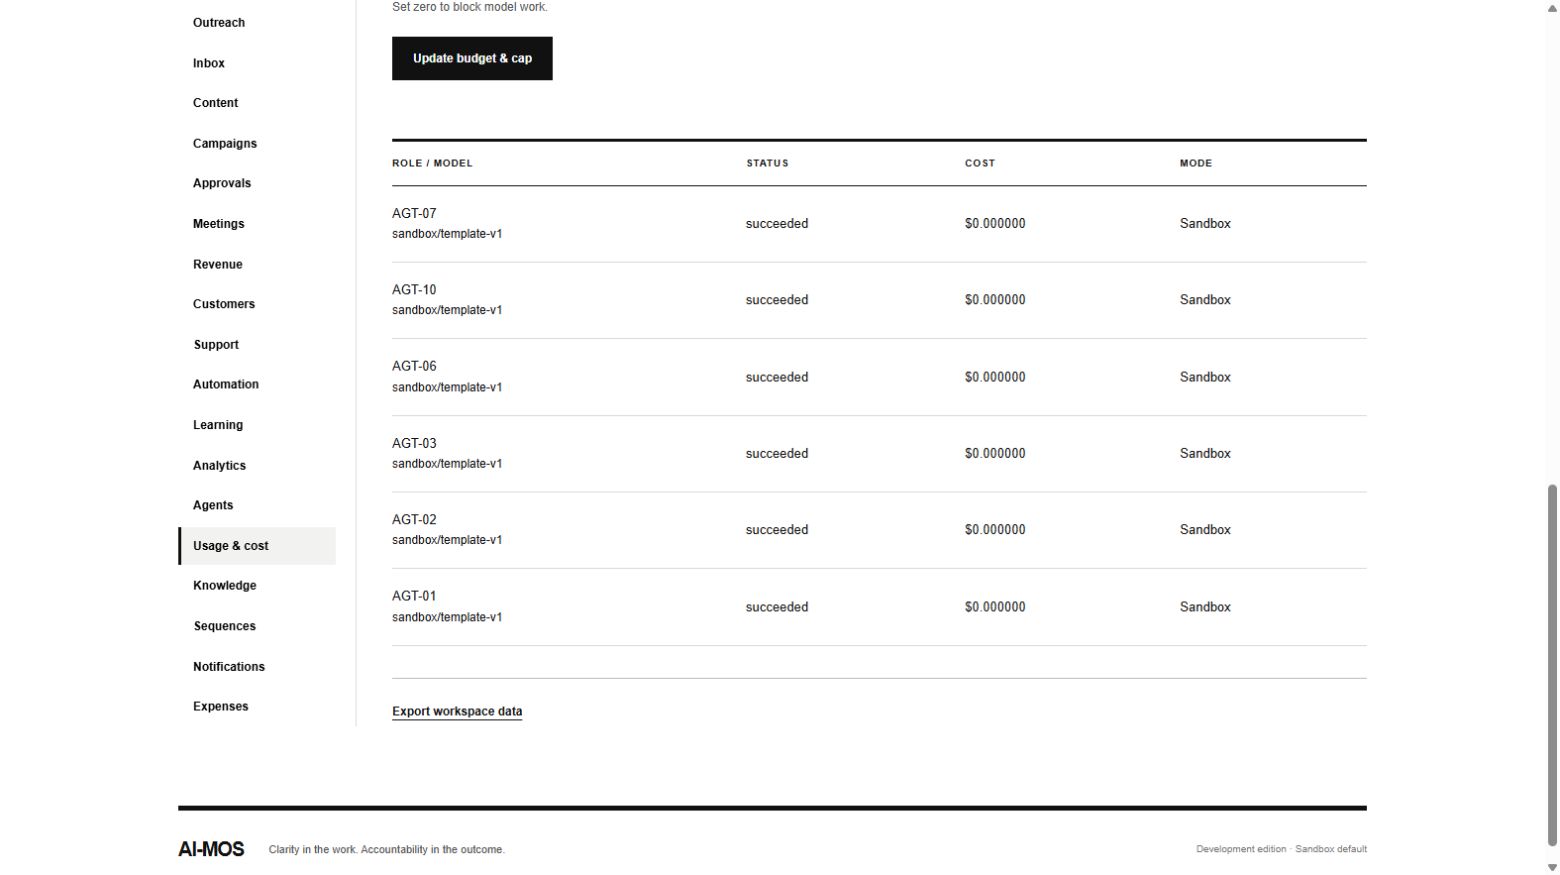 Outreach
Inbox
Content
Campaigns
Approvals
Meetings
Revenue
Customers
Support
Automation
Learning
Analytics
Agents
Usage & cost
Knowledge
Sequences
Notifications
Expenses
Set zero to block model work.
Update budget & cap
ROLE / MODEL STATUS COST MODE
AGT-07
sandbox/template-v1
succeeded $0.000000 Sandbox
AGT-10
sandbox/template-v1
succeeded $0.000000 Sandbox
AGT-06
sandbox/template-v1
succeeded $0.000000 Sandbox
AGT-03
sandbox/template-v1
succeeded $0.000000 Sandbox
AGT-02
sandbox/template-v1
succeeded $0.000000 Sandbox
AGT-01
sandbox/template-v1
succeeded $0.000000 Sandbox
Export workspace data
AI-MOS Clarity in the work. Accountability in the outcome. Development edition · Sandbox default